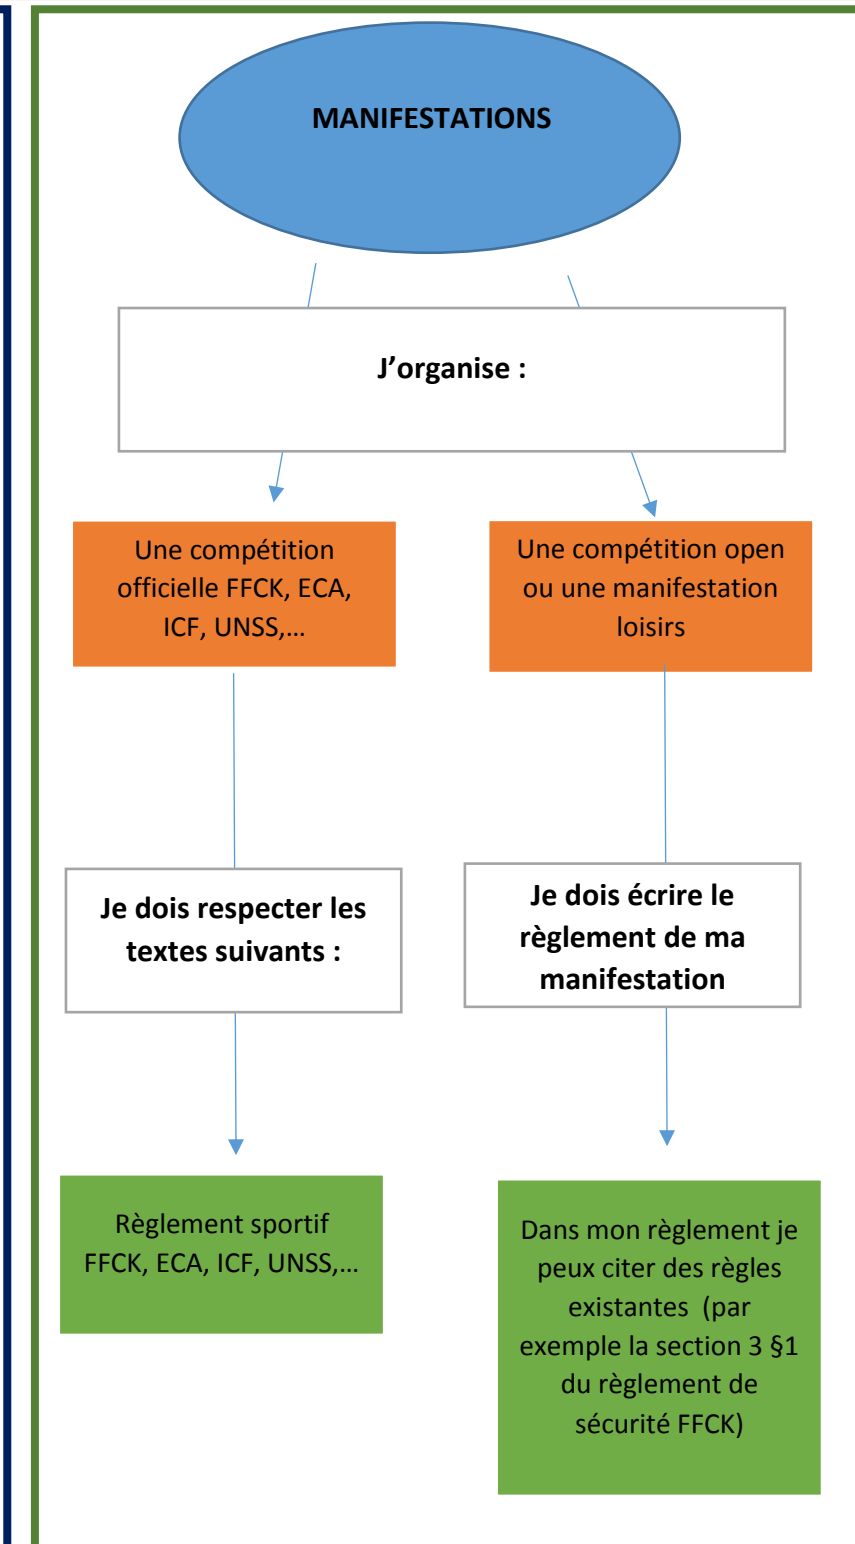 MANIFESTATIONS
J’organise :
Une compétition
officielle FFCK, ECA,
ICF, UNSS,…
Une compétition open
ou une manifestation
loisirs
Je dois respecter les
textes suivants :
Je dois écrire le
règlement de ma
manifestation
Règlement sportif
FFCK, ECA, ICF, UNSS,…
Dans mon règlement je
peux citer des règles
existantes  (par
exemple la section 3 §1
du règlement de
sécurité FFCK)